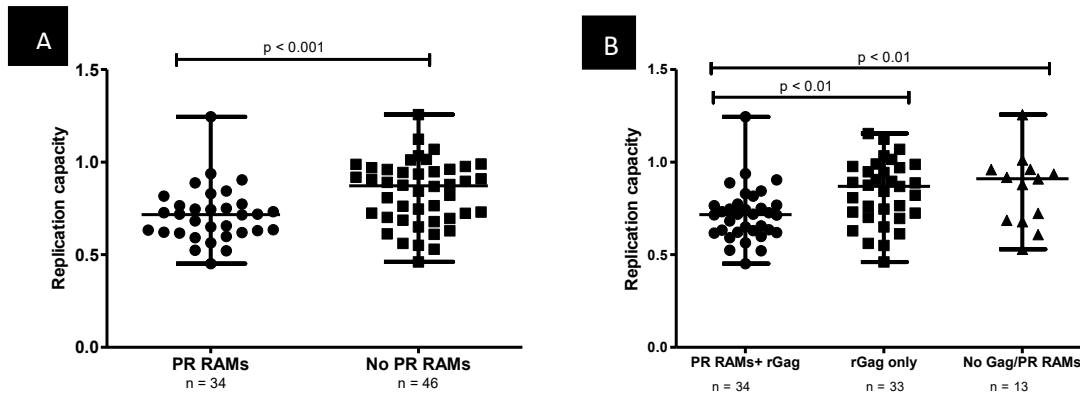 A
p < 0.001
1.5
1.0
0.5
0.0
Replication capacity
PR RAMs
No PR RAMs
n = 34
n = 46
B
p < 0.01
p < 0.01
1.5
1.0
0.5
0.0
Replication capacity
PR RAMs+ rGag
rGag only
No Gag/PR RAMs
n = 34
n = 33
n = 13